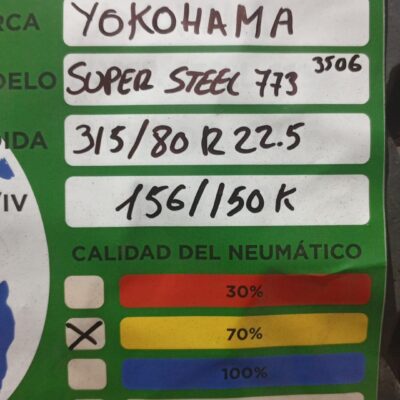 RCA YOKOHAMA
DELO SUPER STEEL 773 3506
DIDA 315/80 R 22.5
/IV 156/150 K
CALIDAD DEL NEUMÁTICO
30%
X 70%
100%